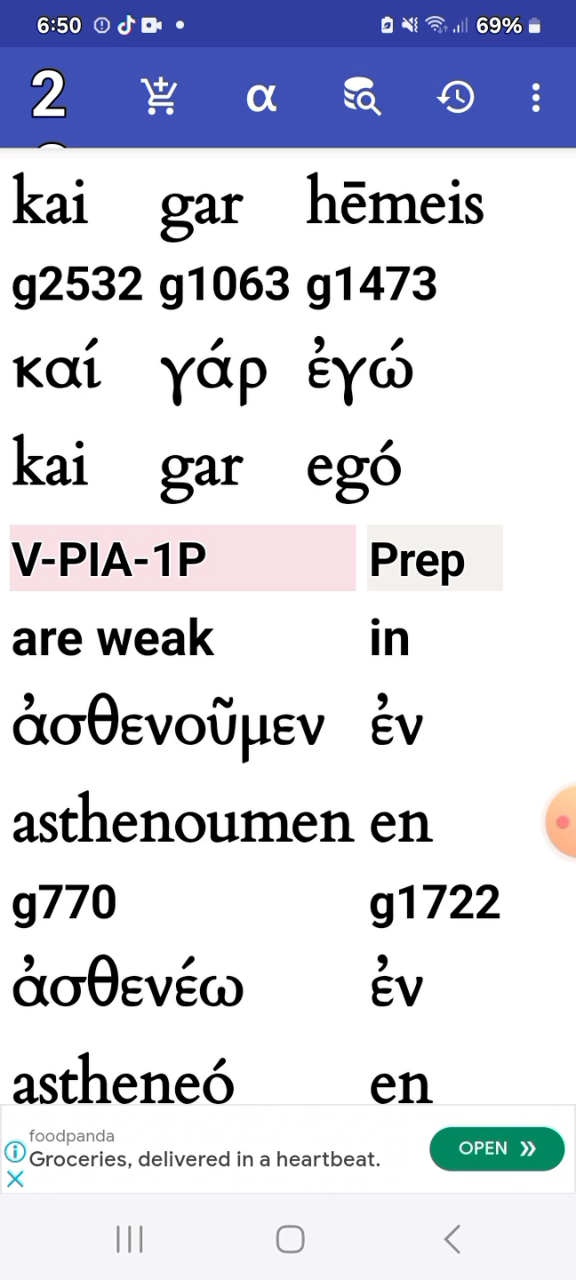 6:50 69%
2 α
kai gar hēmeis
g2532 g1063 g1473
καί γάρ ἐγώ
kai gar egó
V-PIA-1P Prep
are weak in
ἀσθενοῦμεν ἐν
asthenoumen en
g770 g1722
ἀσθενέω ἐν
astheneó en
foodpanda
Groceries, delivered in a heartbeat.
OPEN